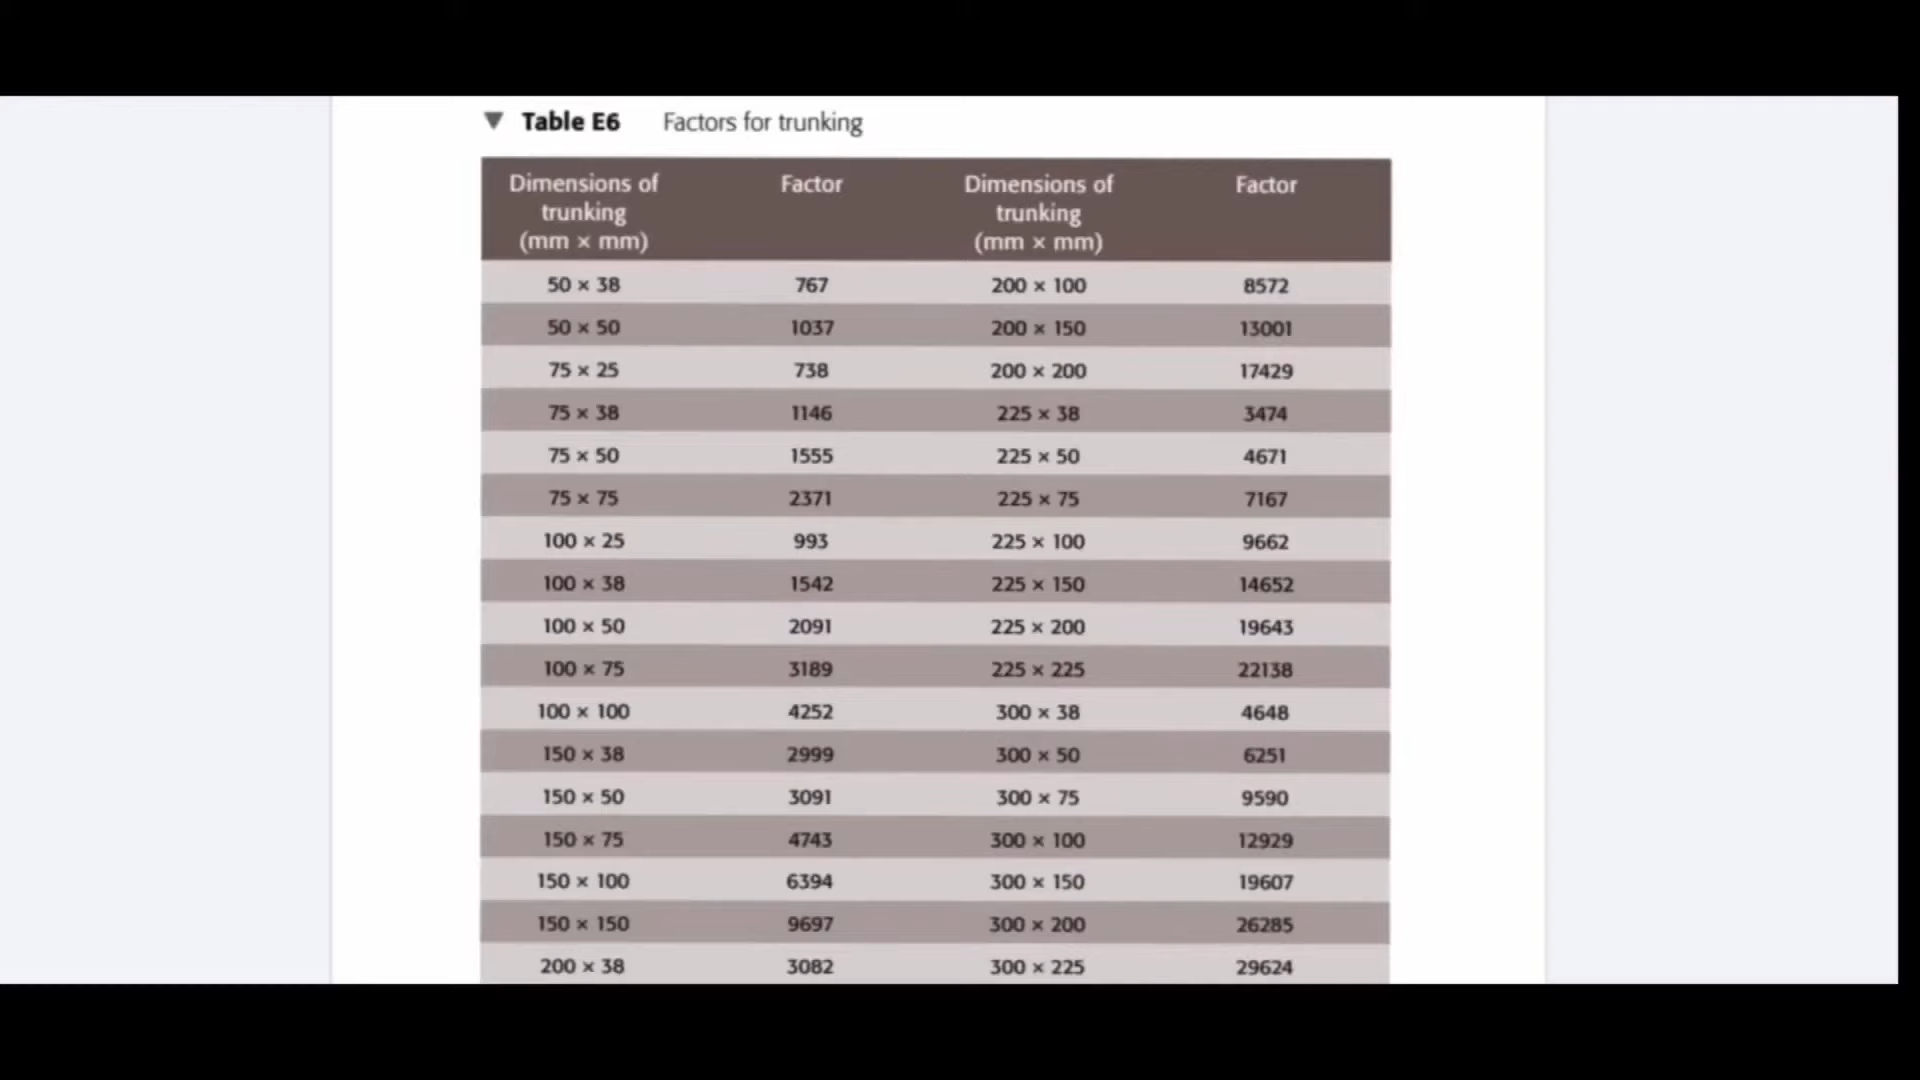 ▼ Table E6 Factors for trunking
Dimensions of trunking (mm × mm) Factor Dimensions of trunking (mm × mm) Factor
50 × 38 767 200 × 100 8572
50 × 50 1037 200 × 150 13001
75 × 25 738 200 × 200 17429
75 × 38 1146 225 × 38 3474
75 × 50 1555 225 × 50 4671
75 × 75 2371 225 × 75 7167
100 × 25 993 225 × 100 9662
100 × 38 1542 225 × 150 14652
100 × 50 2091 225 × 200 19643
100 × 75 3189 225 × 225 22138
100 × 100 4252 300 × 38 4648
150 × 38 2999 300 × 50 6251
150 × 50 3091 300 × 75 9590
150 × 75 4743 300 × 100 12929
150 × 100 6394 300 × 150 19607
150 × 150 9697 300 × 200 26285
200 × 38 3082 300 × 225 29624